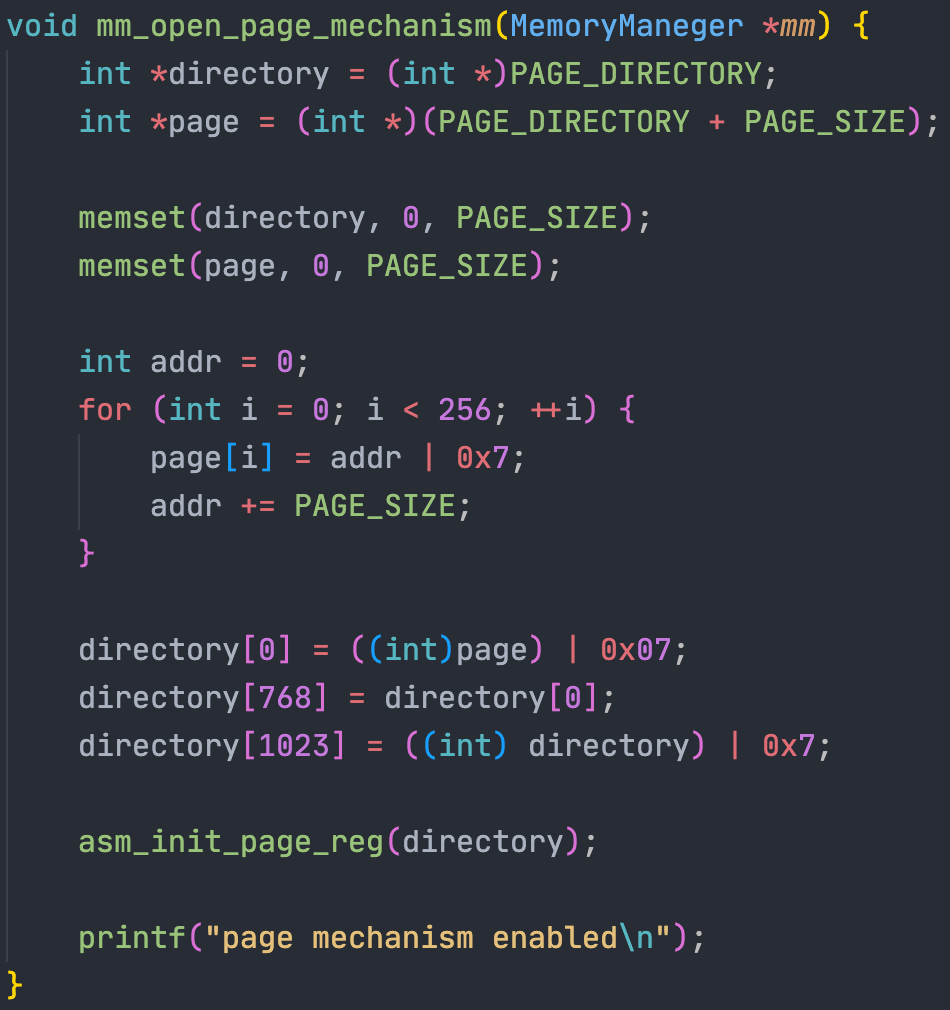 void mm_open_page_mechanism(MemoryManeger *mm) {
    int *directory = (int *)PAGE_DIRECTORY;
    int *page = (int *)(PAGE_DIRECTORY + PAGE_SIZE);

    memset(directory, 0, PAGE_SIZE);
    memset(page, 0, PAGE_SIZE);

    int addr = 0;
    for (int i = 0; i < 256; ++i) {
        page[i] = addr | 0x7;
        addr += PAGE_SIZE;
    }

    directory[0] = ((int)page) | 0x07;
    directory[768] = directory[0];
    directory[1023] = ((int) directory) | 0x7;

    asm_init_page_reg(directory);

    printf("page mechanism enabled\n");
}